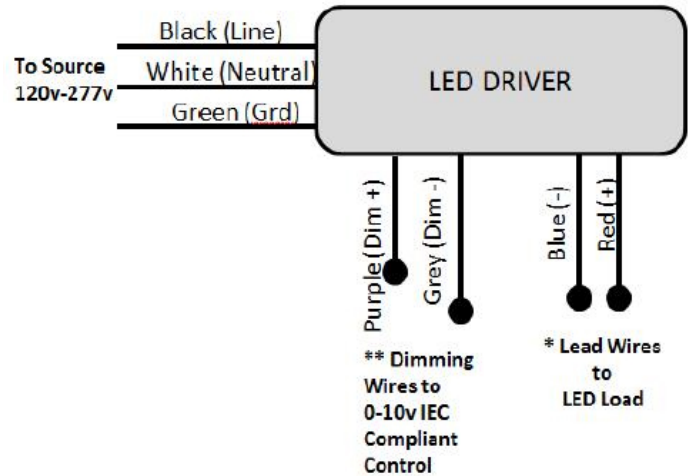 Black (Line)
To Source
120v-277v
White (Neutral)
Green (Grd)
LED DRIVER
Purple (Dim +)
Grey (Dim -)
Blue (-)
Red (+)
** Dimming
Wires to
0-10v IEC
Compliant
Control
* Lead Wires
to
LED Load